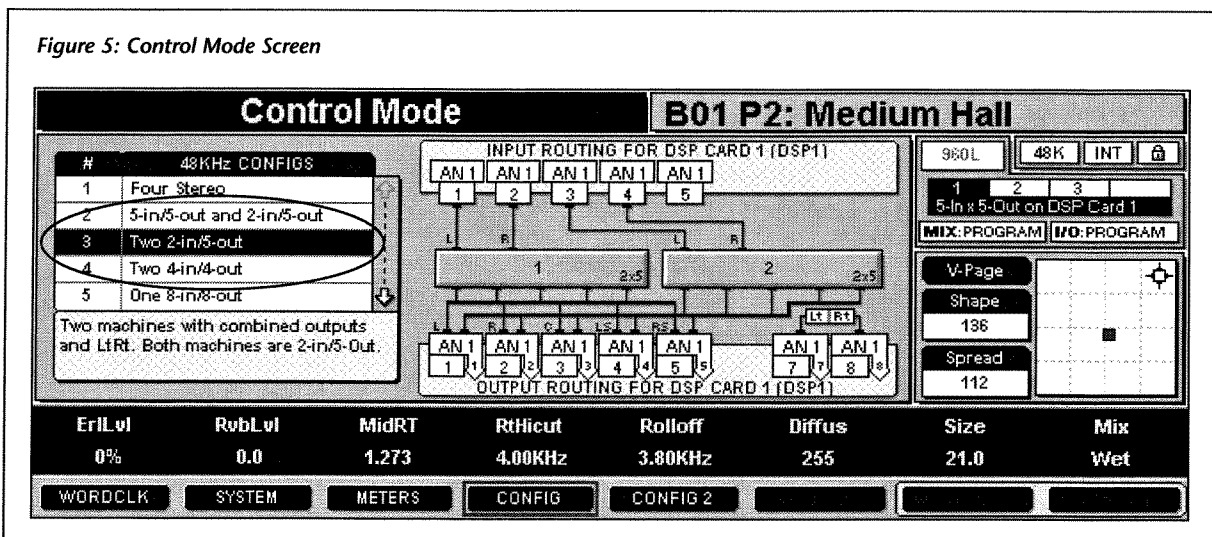 Figure 5: Control Mode Screen
Control Mode
B01 P2: Medium Hall
# 48KHz CONFIGS
1 Four Stereo
2 5-in/5-out and 2-in/5-out
3 Two 2-in/5-out
4 Two 4-in/4-out
5 One 8-in/8-out
Two machines with combined outputs
and LtRt. Both machines are 2-in/5-Out.
INPUT ROUTING FOR DSP CARD 1 (DSP1)
AN 1 AN 1 AN 1 AN 1 AN 1
1 2 3 4 5
L R L R
1 2x5 2 2x5
L R C LS RS Lt Rt
AN 1 AN 1 AN 1 AN 1 AN 1 AN 1 AN 1
1 1 2 2 3 3 4 4 5 5 7 7 8 8
OUTPUT ROUTING FOR DSP CARD 1 (DSP1)
960L 48K INT
1 2 3
5-In x 5-Out on DSP Card 1
MIX:PROGRAM I/O:PROGRAM
V-Page
Shape
136
Spread
112
ErlLvl RvbLvl MidRT RtHicut Rolloff Diffus Size Mix
0% 0.0 1.273 4.00KHz 3.80KHz 255 21.0 Wet
WORDCLK SYSTEM METERS CONFIG CONFIG 2